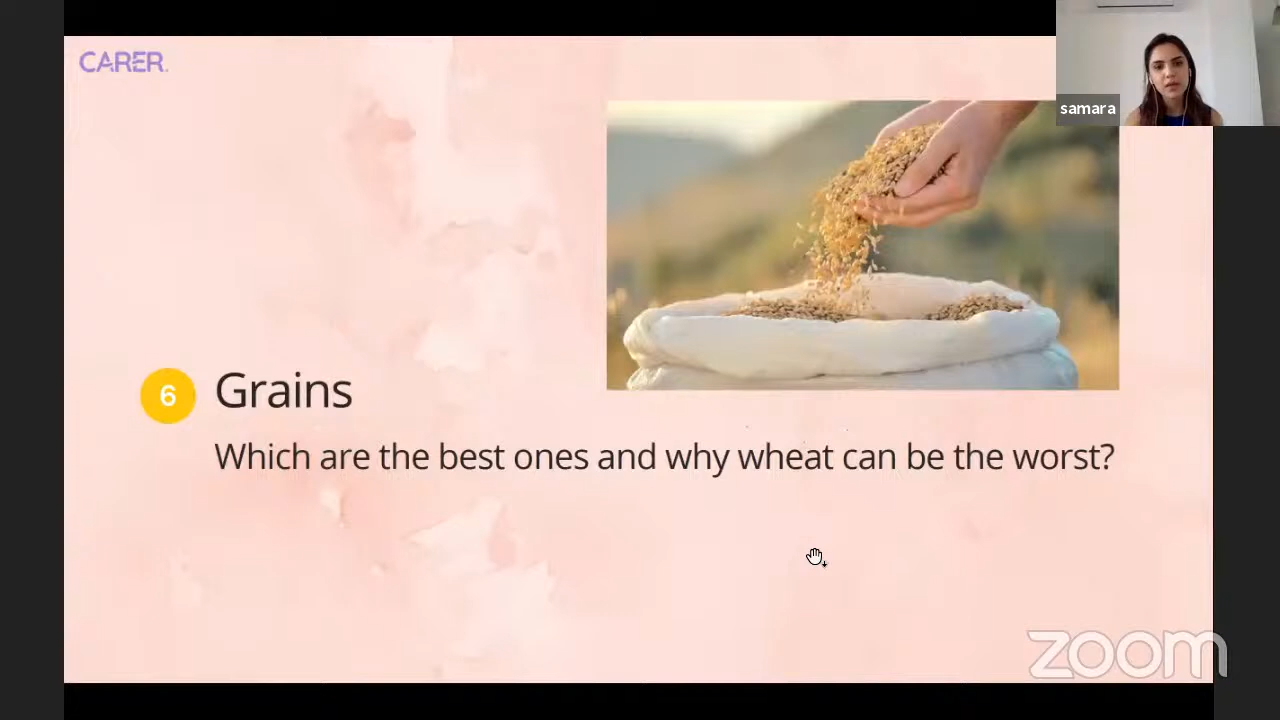 CARER.
samara
6
Grains
Which are the best ones and why wheat can be the worst?
zoom